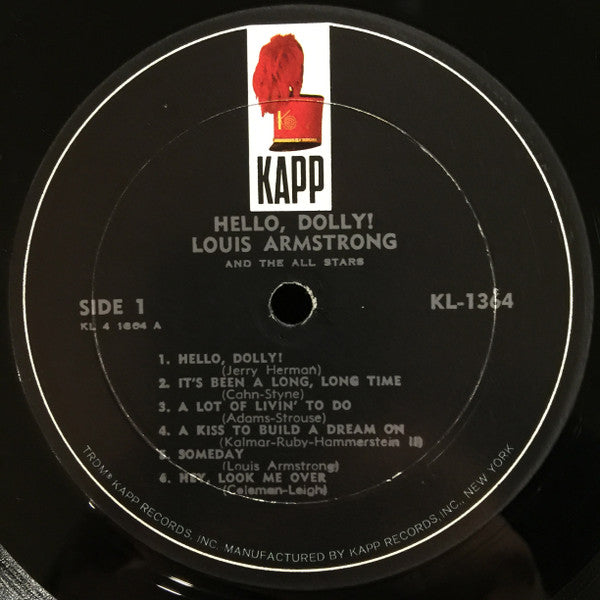 K
KAPP
HELLO, DOLLY!
LOUIS ARMSTRONG
AND THE ALL STARS
SIDE 1
KL-1364
KL 4 1364 A
1. HELLO, DOLLY!
(Jerry Herman)
2. IT'S BEEN A LONG, LONG TIME
(Cahn-Styne)
3. A LOT OF LIVIN' TO DO
(Adams-Strouse)
4. A KISS TO BUILD A DREAM ON
(Kalmar-Ruby-Hammerstein II)
5. SOMEDAY
(Louis Armstrong)
6. HEY, LOOK ME OVER
(Coleman-Leigh)
KAPP RECORDS, INC. MANUFACTURED BY KAPP RECORDS, INC., NEW YORK